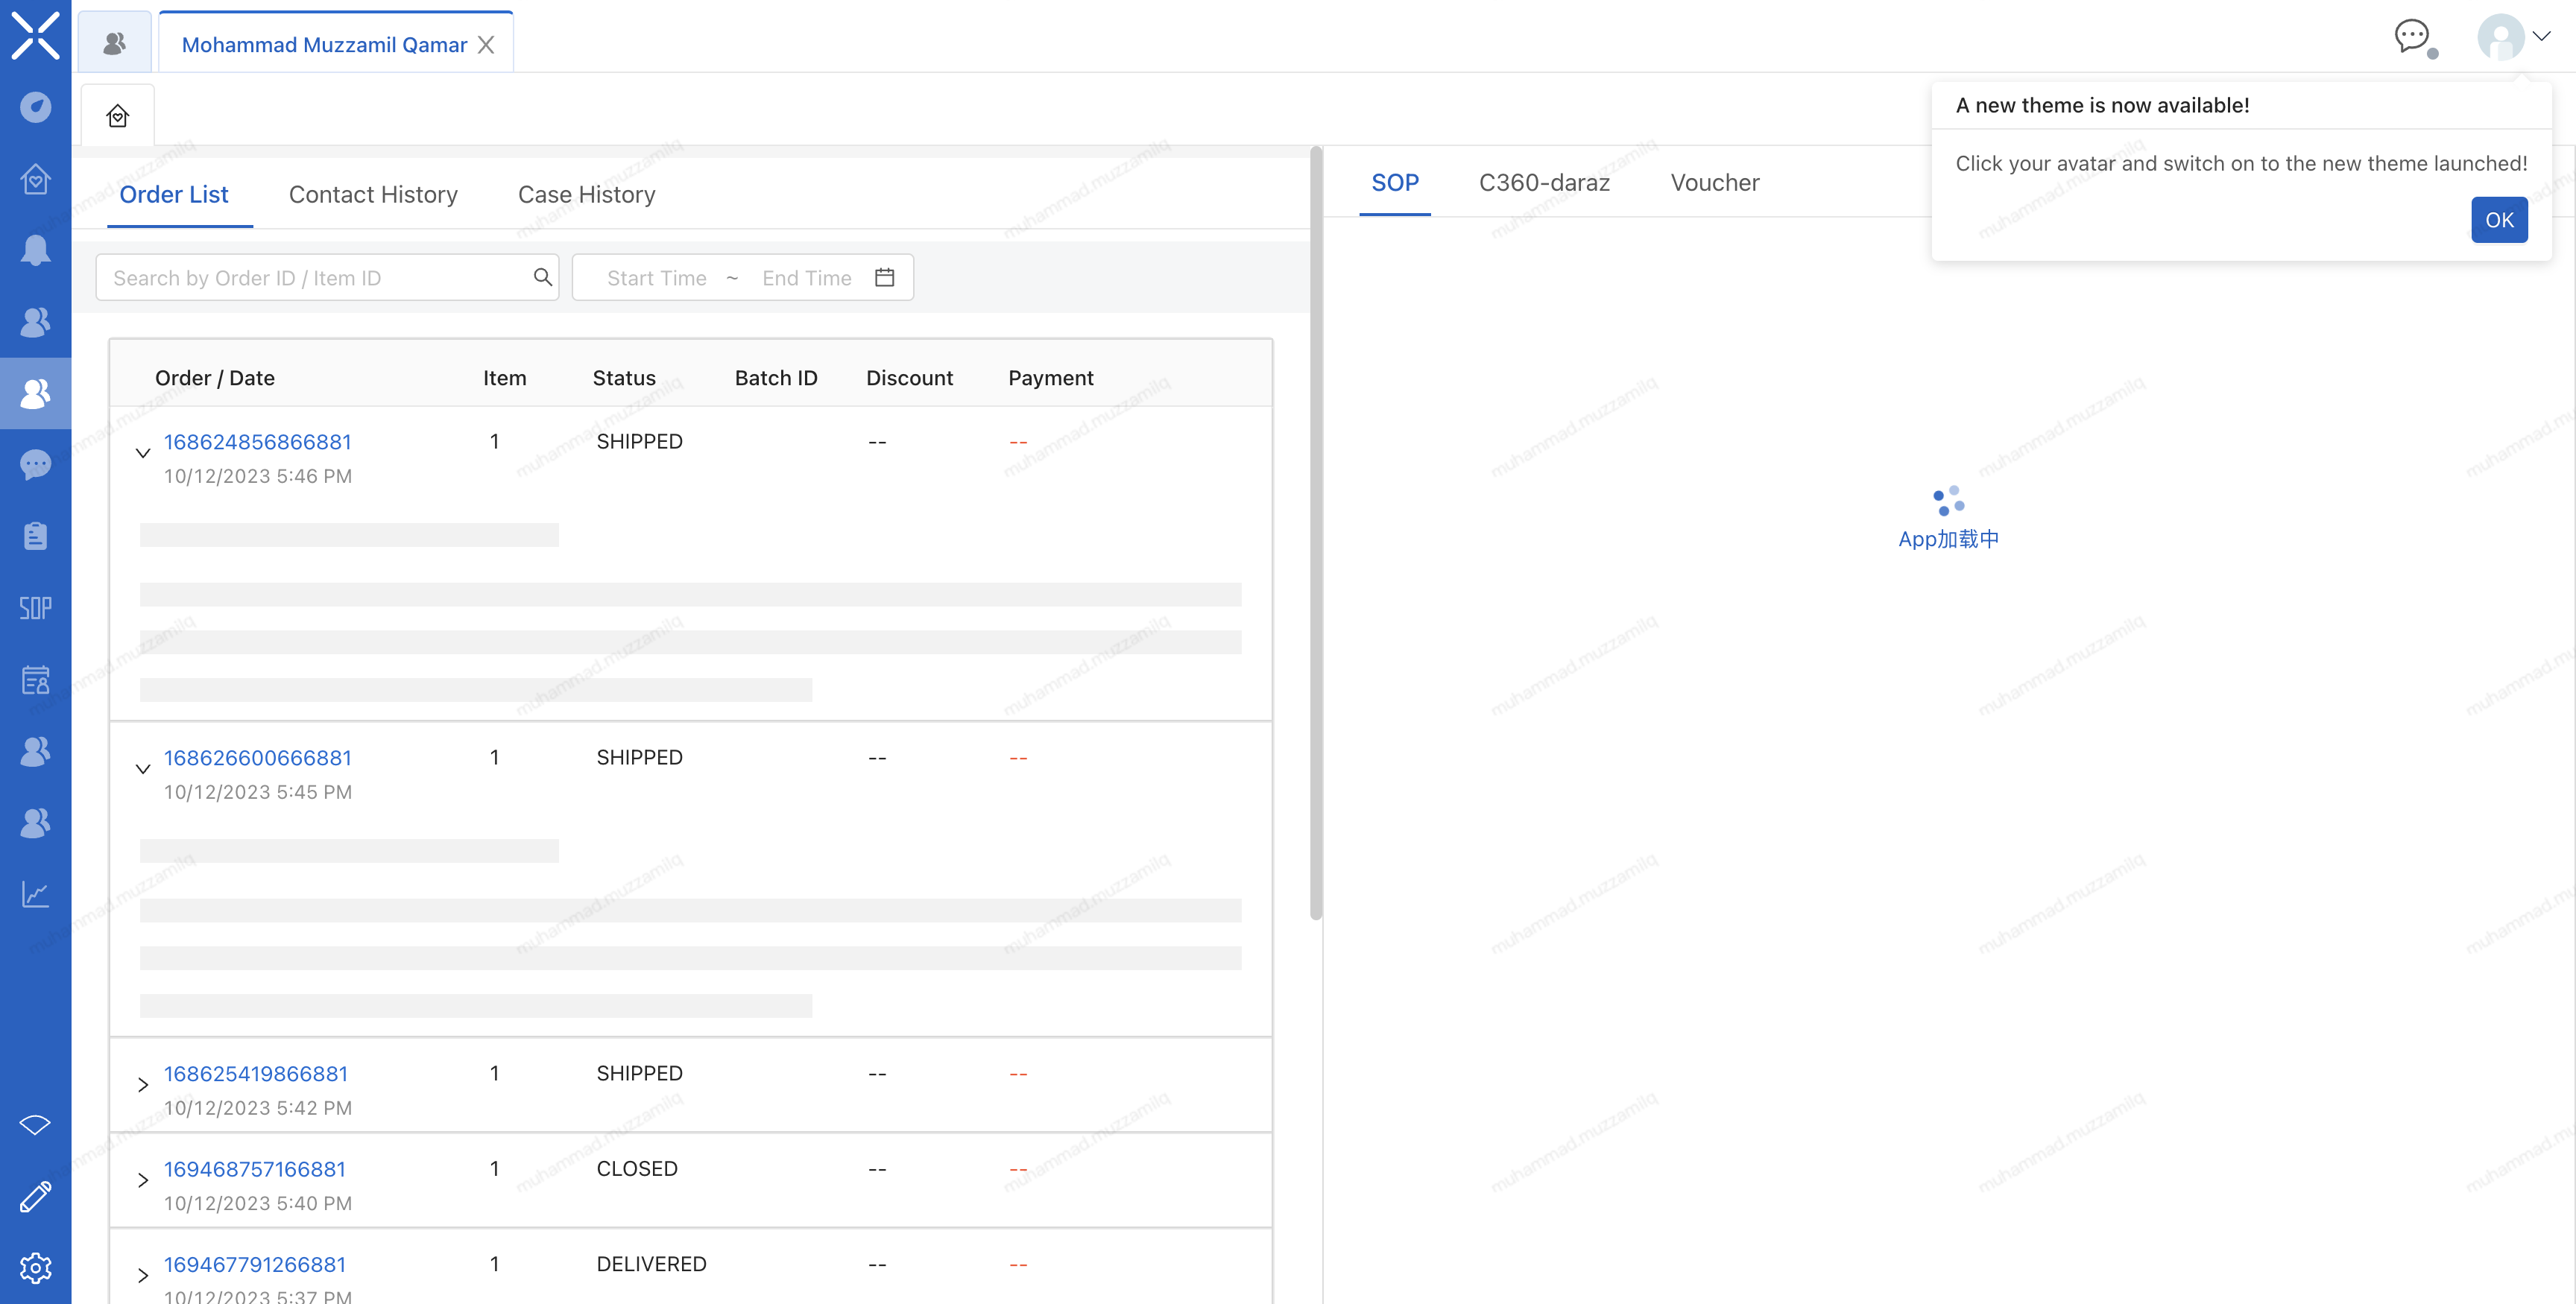 Mohammad Muzzamil Qamar
A new theme is now available!
Click your avatar and switch on to the new theme launched!
OK
Order List
Contact History
Case History
SOP
C360-daraz
Voucher
Search by Order ID / Item ID
Start Time ~ End Time
Order / Date
Item
Status
Batch ID
Discount
Payment
168624856866881 1 SHIPPED -- --
10/12/2023 5:46 PM
App加载中
SOP
168626600666881 1 SHIPPED -- --
10/12/2023 5:45 PM
168625419866881 1 SHIPPED -- --
10/12/2023 5:42 PM
169468757166881 1 CLOSED -- --
10/12/2023 5:40 PM
169467791266881 1 DELIVERED -- --
10/12/2023 5:37 PM
muhammad.muzzamilq